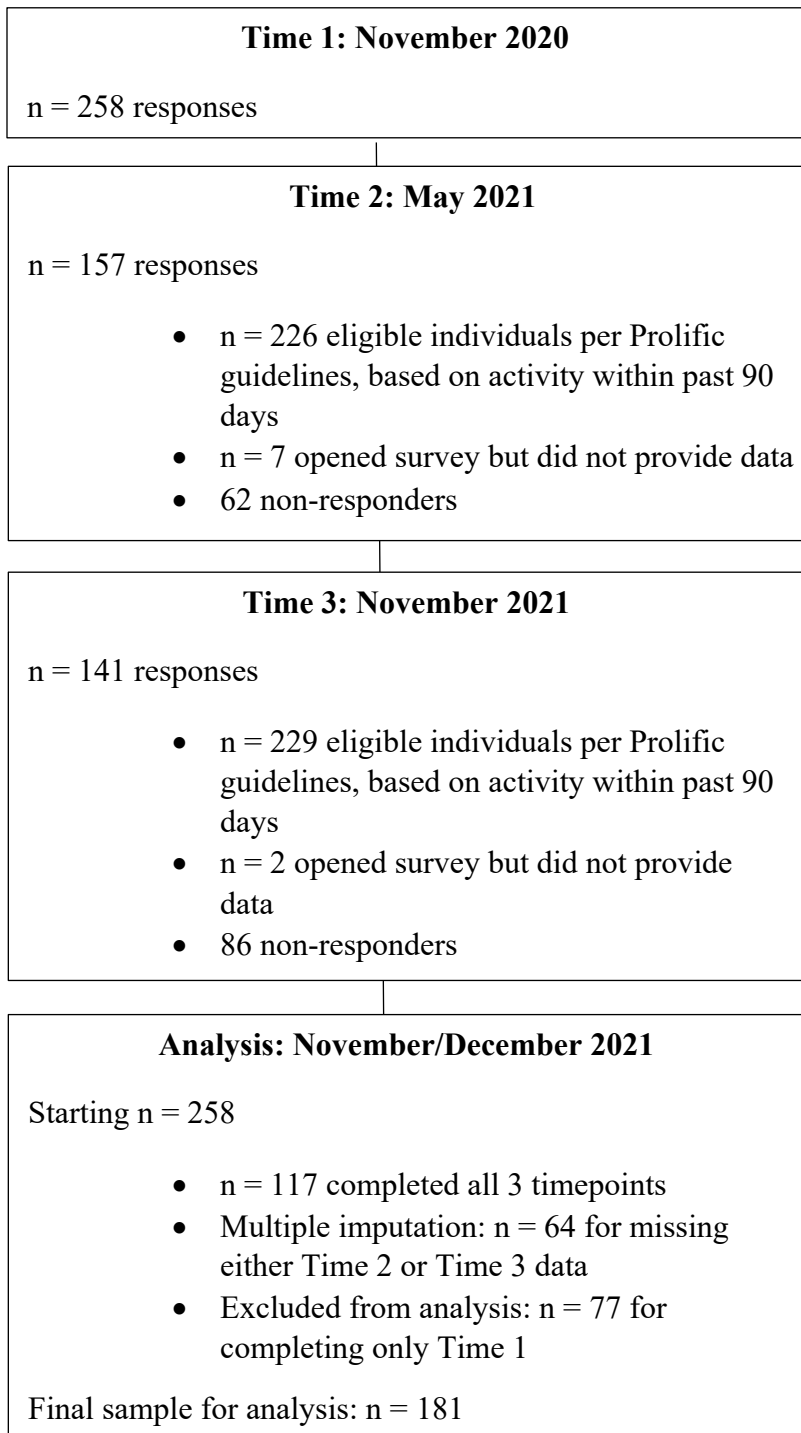 Time 1: November 2020
n = 258 responses
Time 2: May 2021
n = 157 responses
• n = 226 eligible individuals per Prolific
guidelines, based on activity within past 90
days
• n = 7 opened survey but did not provide data
• 62 non-responders
Time 3: November 2021
n = 141 responses
• n = 229 eligible individuals per Prolific
guidelines, based on activity within past 90
days
• n = 2 opened survey but did not provide
data
• 86 non-responders
Analysis: November/December 2021
Starting n = 258
• n = 117 completed all 3 timepoints
• Multiple imputation: n = 64 for missing
either Time 2 or Time 3 data
• Excluded from analysis: n = 77 for
completing only Time 1
Final sample for analysis: n = 181